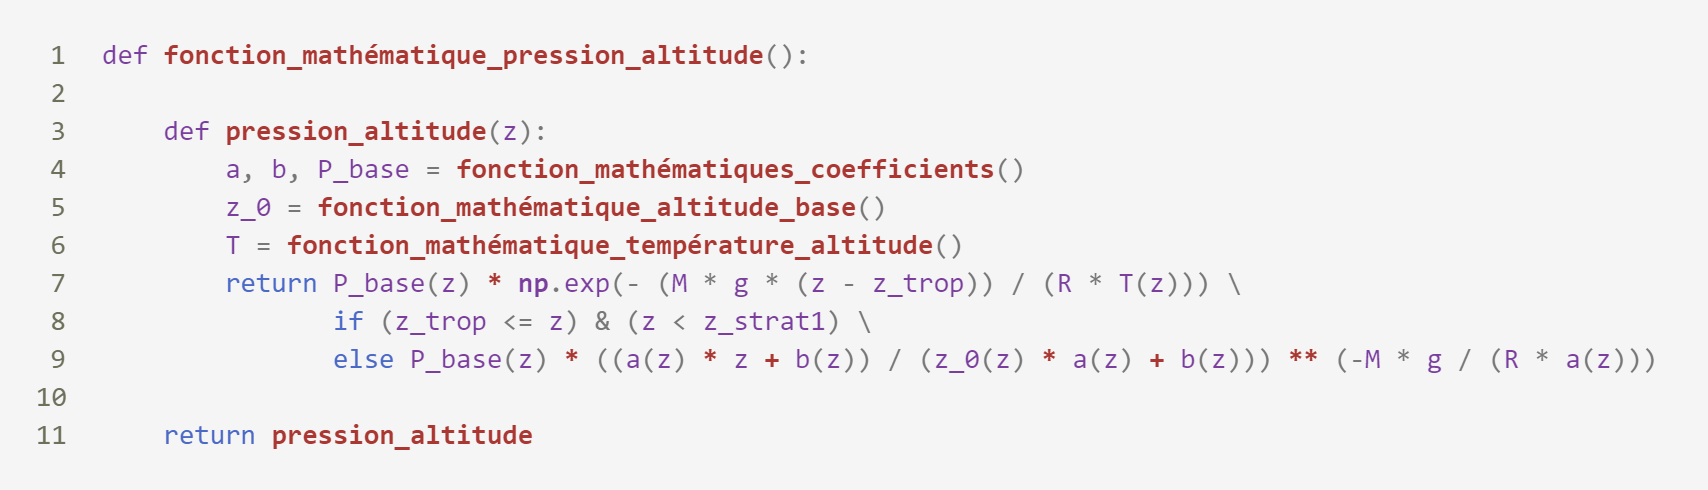 1 def fonction_mathématique_pression_altitude():
2
3     def pression_altitude(z):
4         a, b, P_base = fonction_mathématiques_coefficients()
5         z_0 = fonction_mathématique_altitude_base()
6         T = fonction_mathématique_température_altitude()
7         return P_base(z) * np.exp(- (M * g * (z - z_trop)) / (R * T(z))) \
8                if (z_trop <= z) & (z < z_strat1) \
9                else P_base(z) * ((a(z) * z + b(z)) / (z_0(z) * a(z) + b(z))) ** (-M * g / (R * a(z)))
10
11     return pression_altitude